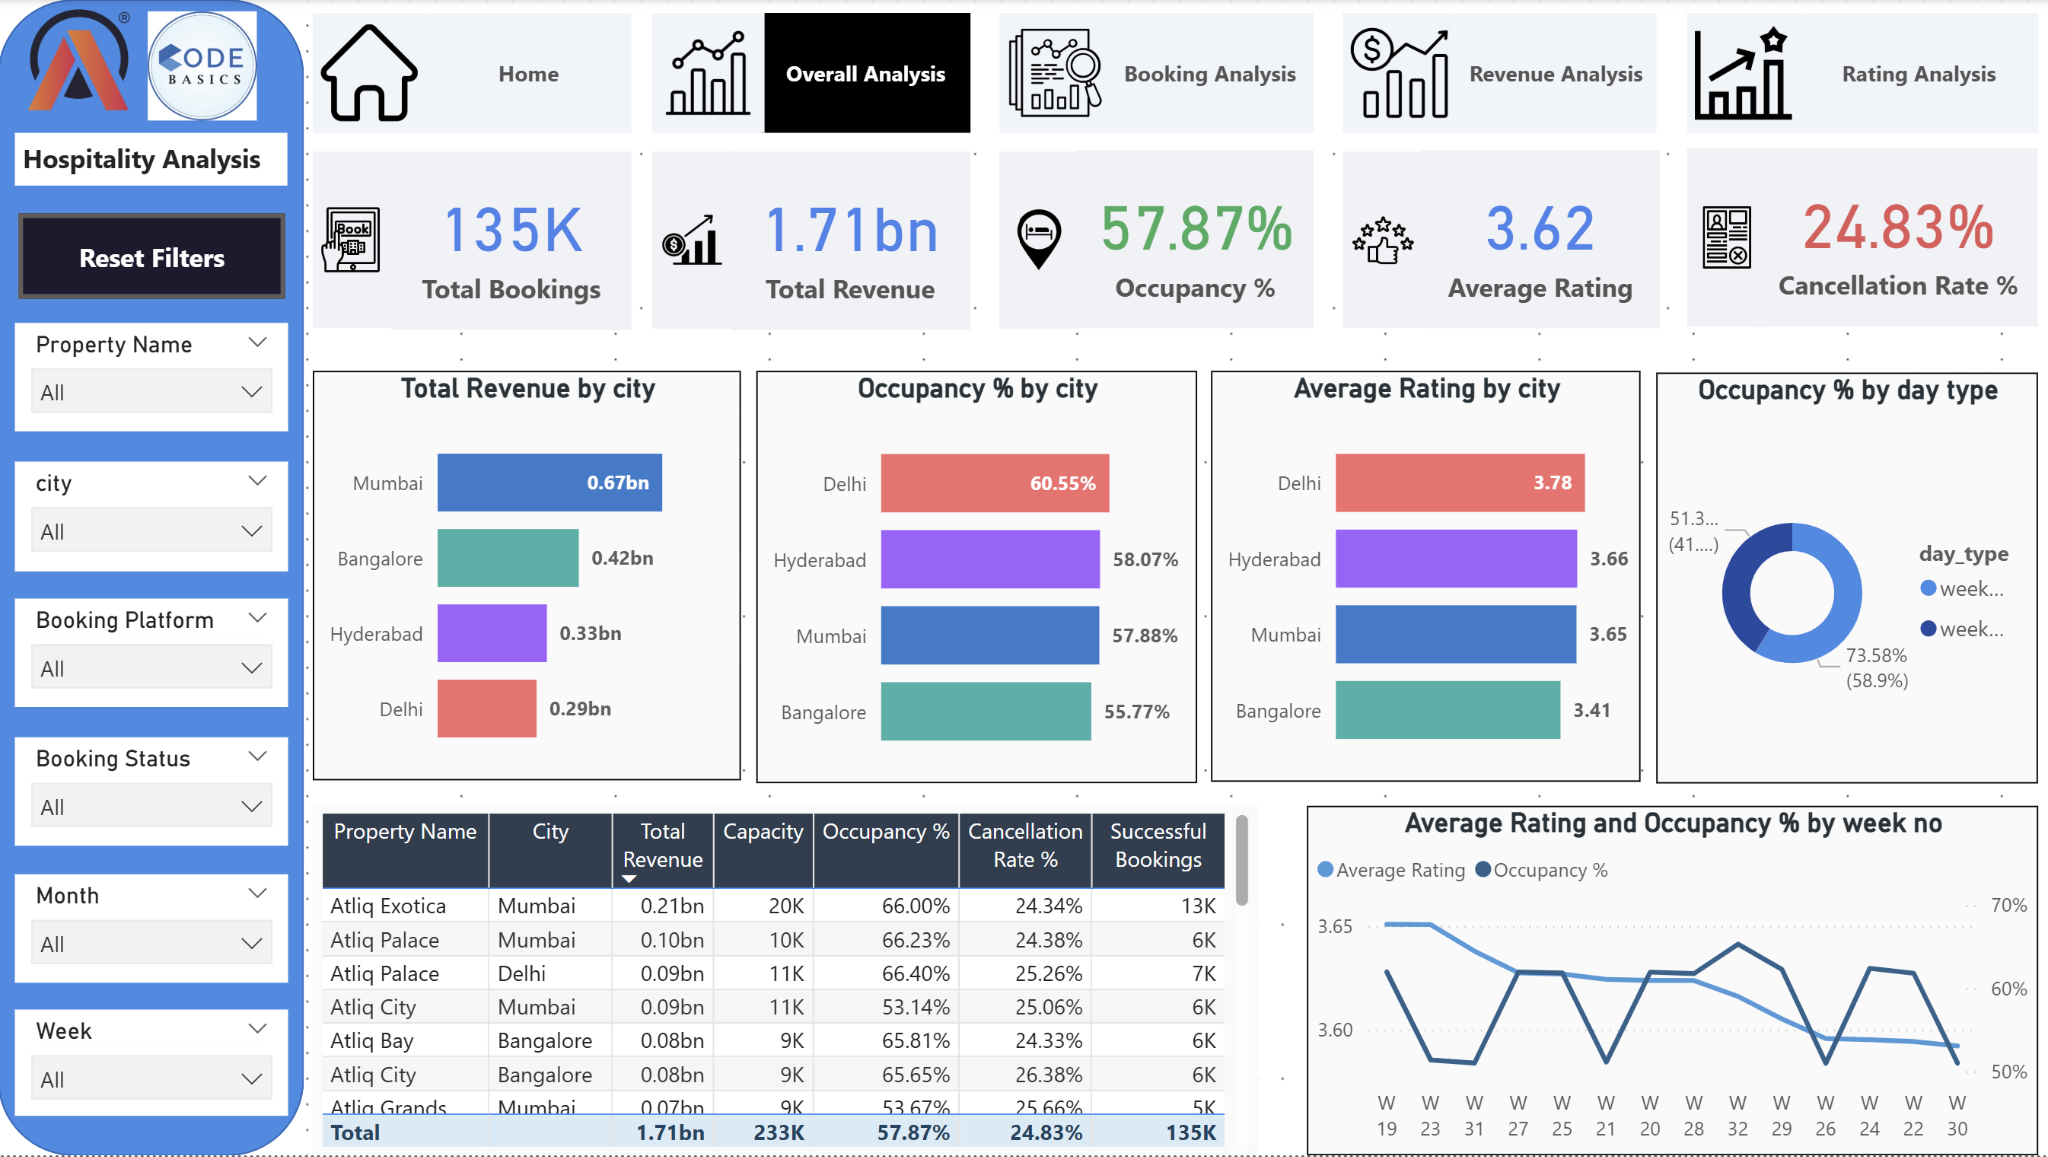 ®
CODE
BASICS
Hospitality Analysis
Reset Filters
Property Name
All
city
All
Booking Platform
All
Booking Status
All
Month
All
Week
All
Home
Overall Analysis
Booking Analysis
Revenue Analysis
Rating Analysis
Book
135K
Total Bookings
1.71bn
Total Revenue
57.87%
Occupancy %
3.62
Average Rating
24.83%
Cancellation Rate %
Total Revenue by city
Mumbai 0.67bn
Bangalore 0.42bn
Hyderabad 0.33bn
Delhi 0.29bn
Occupancy % by city
Delhi 60.55%
Hyderabad 58.07%
Mumbai 57.88%
Bangalore 55.77%
Average Rating by city
Delhi 3.78
Hyderabad 3.66
Mumbai 3.65
Bangalore 3.41
Occupancy % by day type
51.3...
(41....)
73.58%
(58.9%)
day_type
week...
week...
Property Name City Total Revenue Capacity Occupancy % Cancellation Rate % Successful Bookings
Atliq Exotica Mumbai 0.21bn 20K 66.00% 24.34% 13K
Atliq Palace Mumbai 0.10bn 10K 66.23% 24.38% 6K
Atliq Palace Delhi 0.09bn 11K 66.40% 25.26% 7K
Atliq City Mumbai 0.09bn 11K 53.14% 25.06% 6K
Atliq Bay Bangalore 0.08bn 9K 65.81% 24.33% 6K
Atliq City Bangalore 0.08bn 9K 65.65% 26.38% 6K
Atliq Grands Mumbai 0.07bn 9K 53.67% 25.66% 5K
Total 1.71bn 233K 57.87% 24.83% 135K
Average Rating and Occupancy % by week no
Average Rating Occupancy %
70%
3.65
60%
3.60
50%
W W W W W W W W W W W W W W
19 23 31 27 25 21 20 28 32 29 26 24 22 30